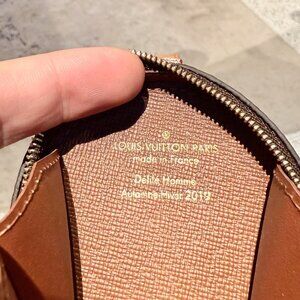 LOUIS VUITTON PARIS
made in France
Défilé Homme
Automne-Hiver 2019